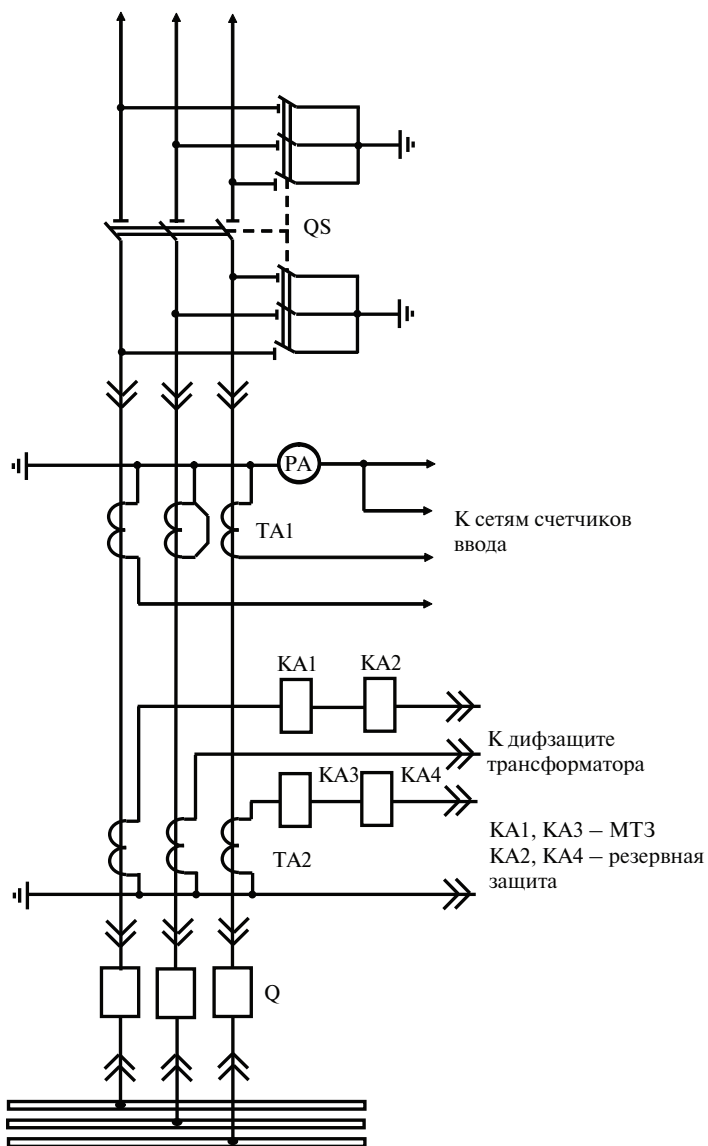 QS
PA
TA1
К сетям счетчиков
ввода
KA1
KA2
К дифзащите
трансформатора
KA3
KA4
KA1, KA3 – МТЗ
KA2, KA4 – резервная
защита
TA2
Q